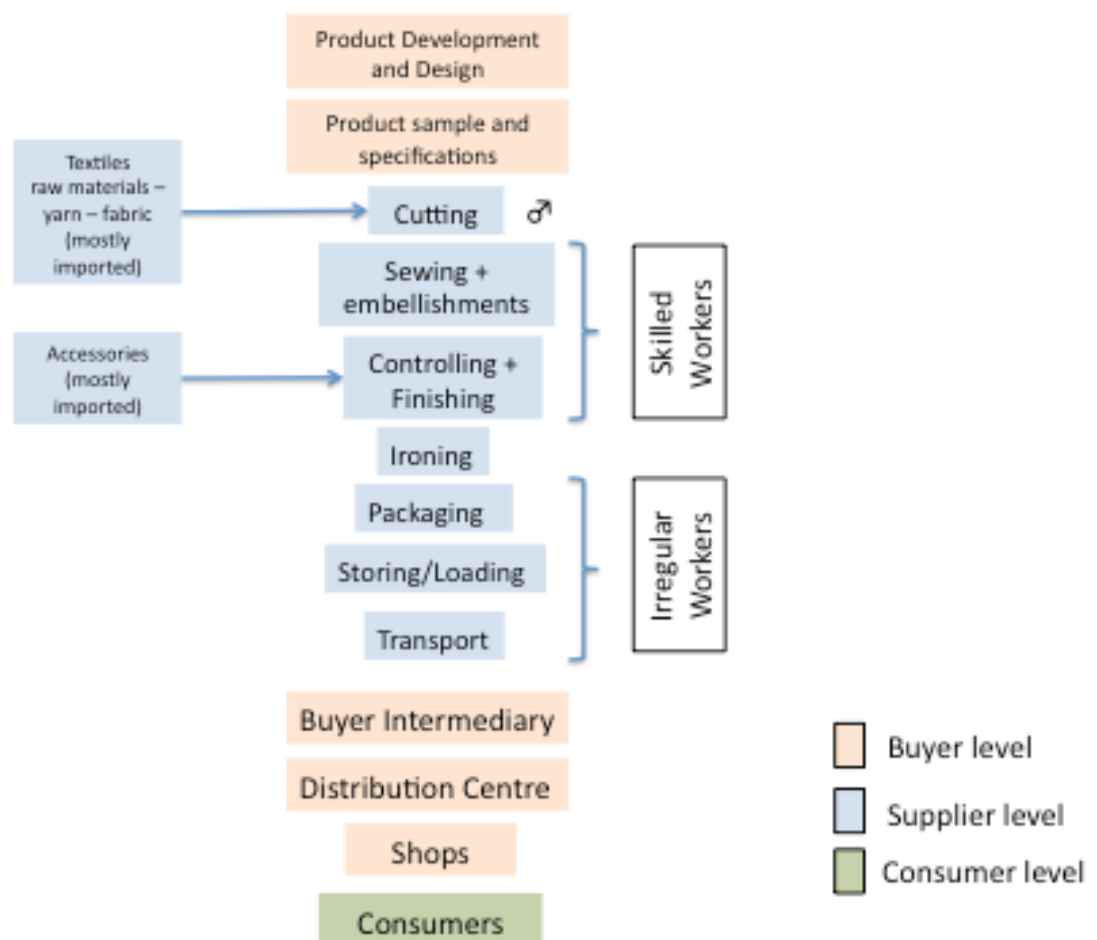 Product Development
and Design
Product sample and
specifications
Textiles
raw materials –
yarn – fabric
(mostly
imported)
Cutting
♂
Sewing +
embellishments
Skilled
Workers
Accessories
(mostly
imported)
Controlling +
Finishing
Ironing
Packaging
Storing/Loading
Transport
Irregular
Workers
Buyer Intermediary
Distribution Centre
Shops
Consumers
Buyer level
Supplier level
Consumer level